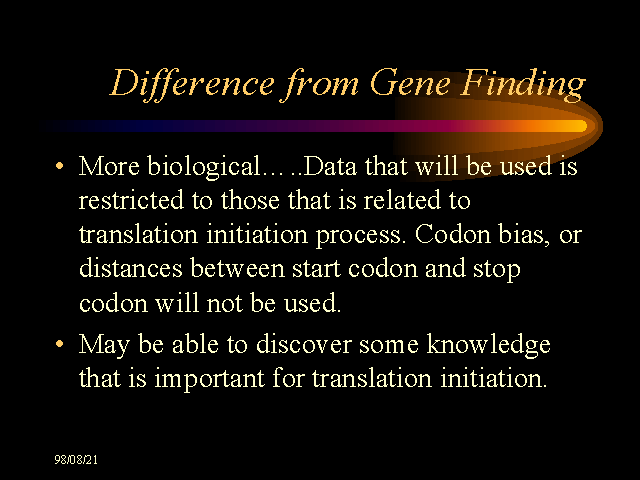 Difference from Gene Finding
• More biological.. . ..Data that will be used is
restricted to those that is related to
translation initiation process. Codon bias, or
distances between start codon and stop
codon will not be used.
• May be able to discover some knowledge
that is important for translation initiation.
98/08/21